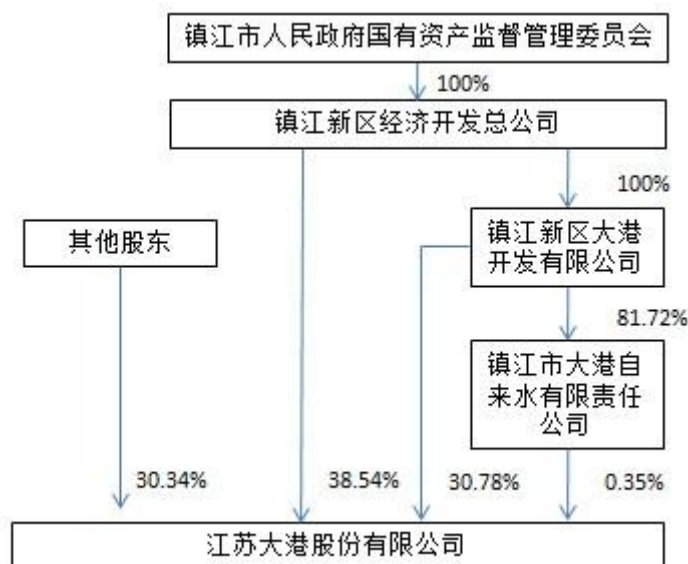 镇江市人民政府国有资产监督管理委员会
100%
镇江新区经济开发总公司
100%
其他股东
镇江新区大港
开发有限公司
81.72%
镇江市大港自
来水有限责任
公司
30.34%
38.54%
30.78%
0.35%
江苏大港股份有限公司